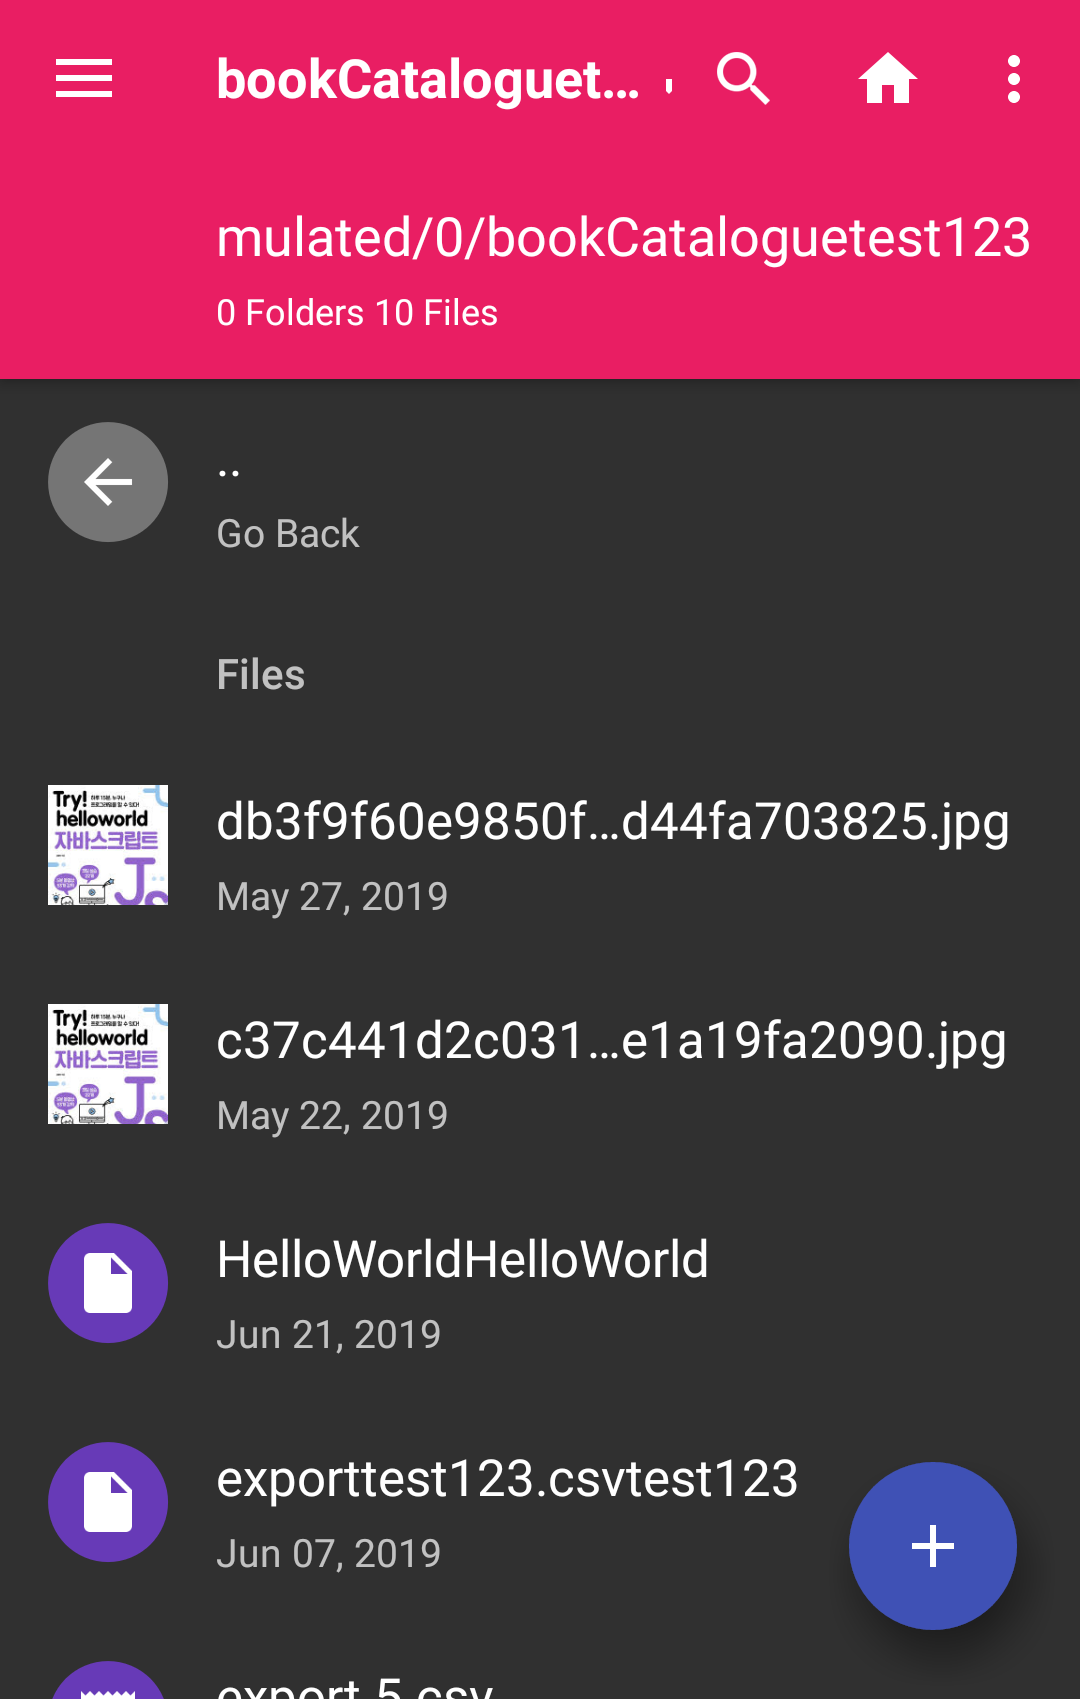 bookCataloguet...
mulated/0/bookCataloguetest123
0 Folders 10 Files
..
Go Back
Files
Try!
helloworld
자바스크립트
db3f9f60e9850f...d44fa703825.jpg
May 27, 2019
Try!
helloworld
자바스크립트
c37c441d2c031...e1a19fa2090.jpg
May 22, 2019
HelloWorldHelloWorld
Jun 21, 2019
exporttest123.csvtest123
Jun 07, 2019
export 5.csv